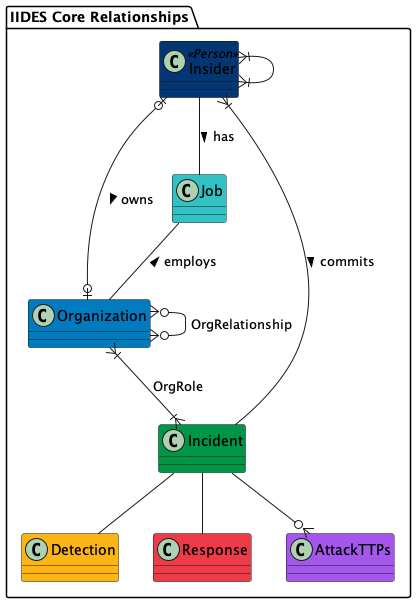 IIDES Core Relationships
C «Person»
Insider
has
C Job
owns
commits
employs
C Organization
OrgRelationship
OrgRole
C Incident
C Detection
C Response
C AttackTTPs